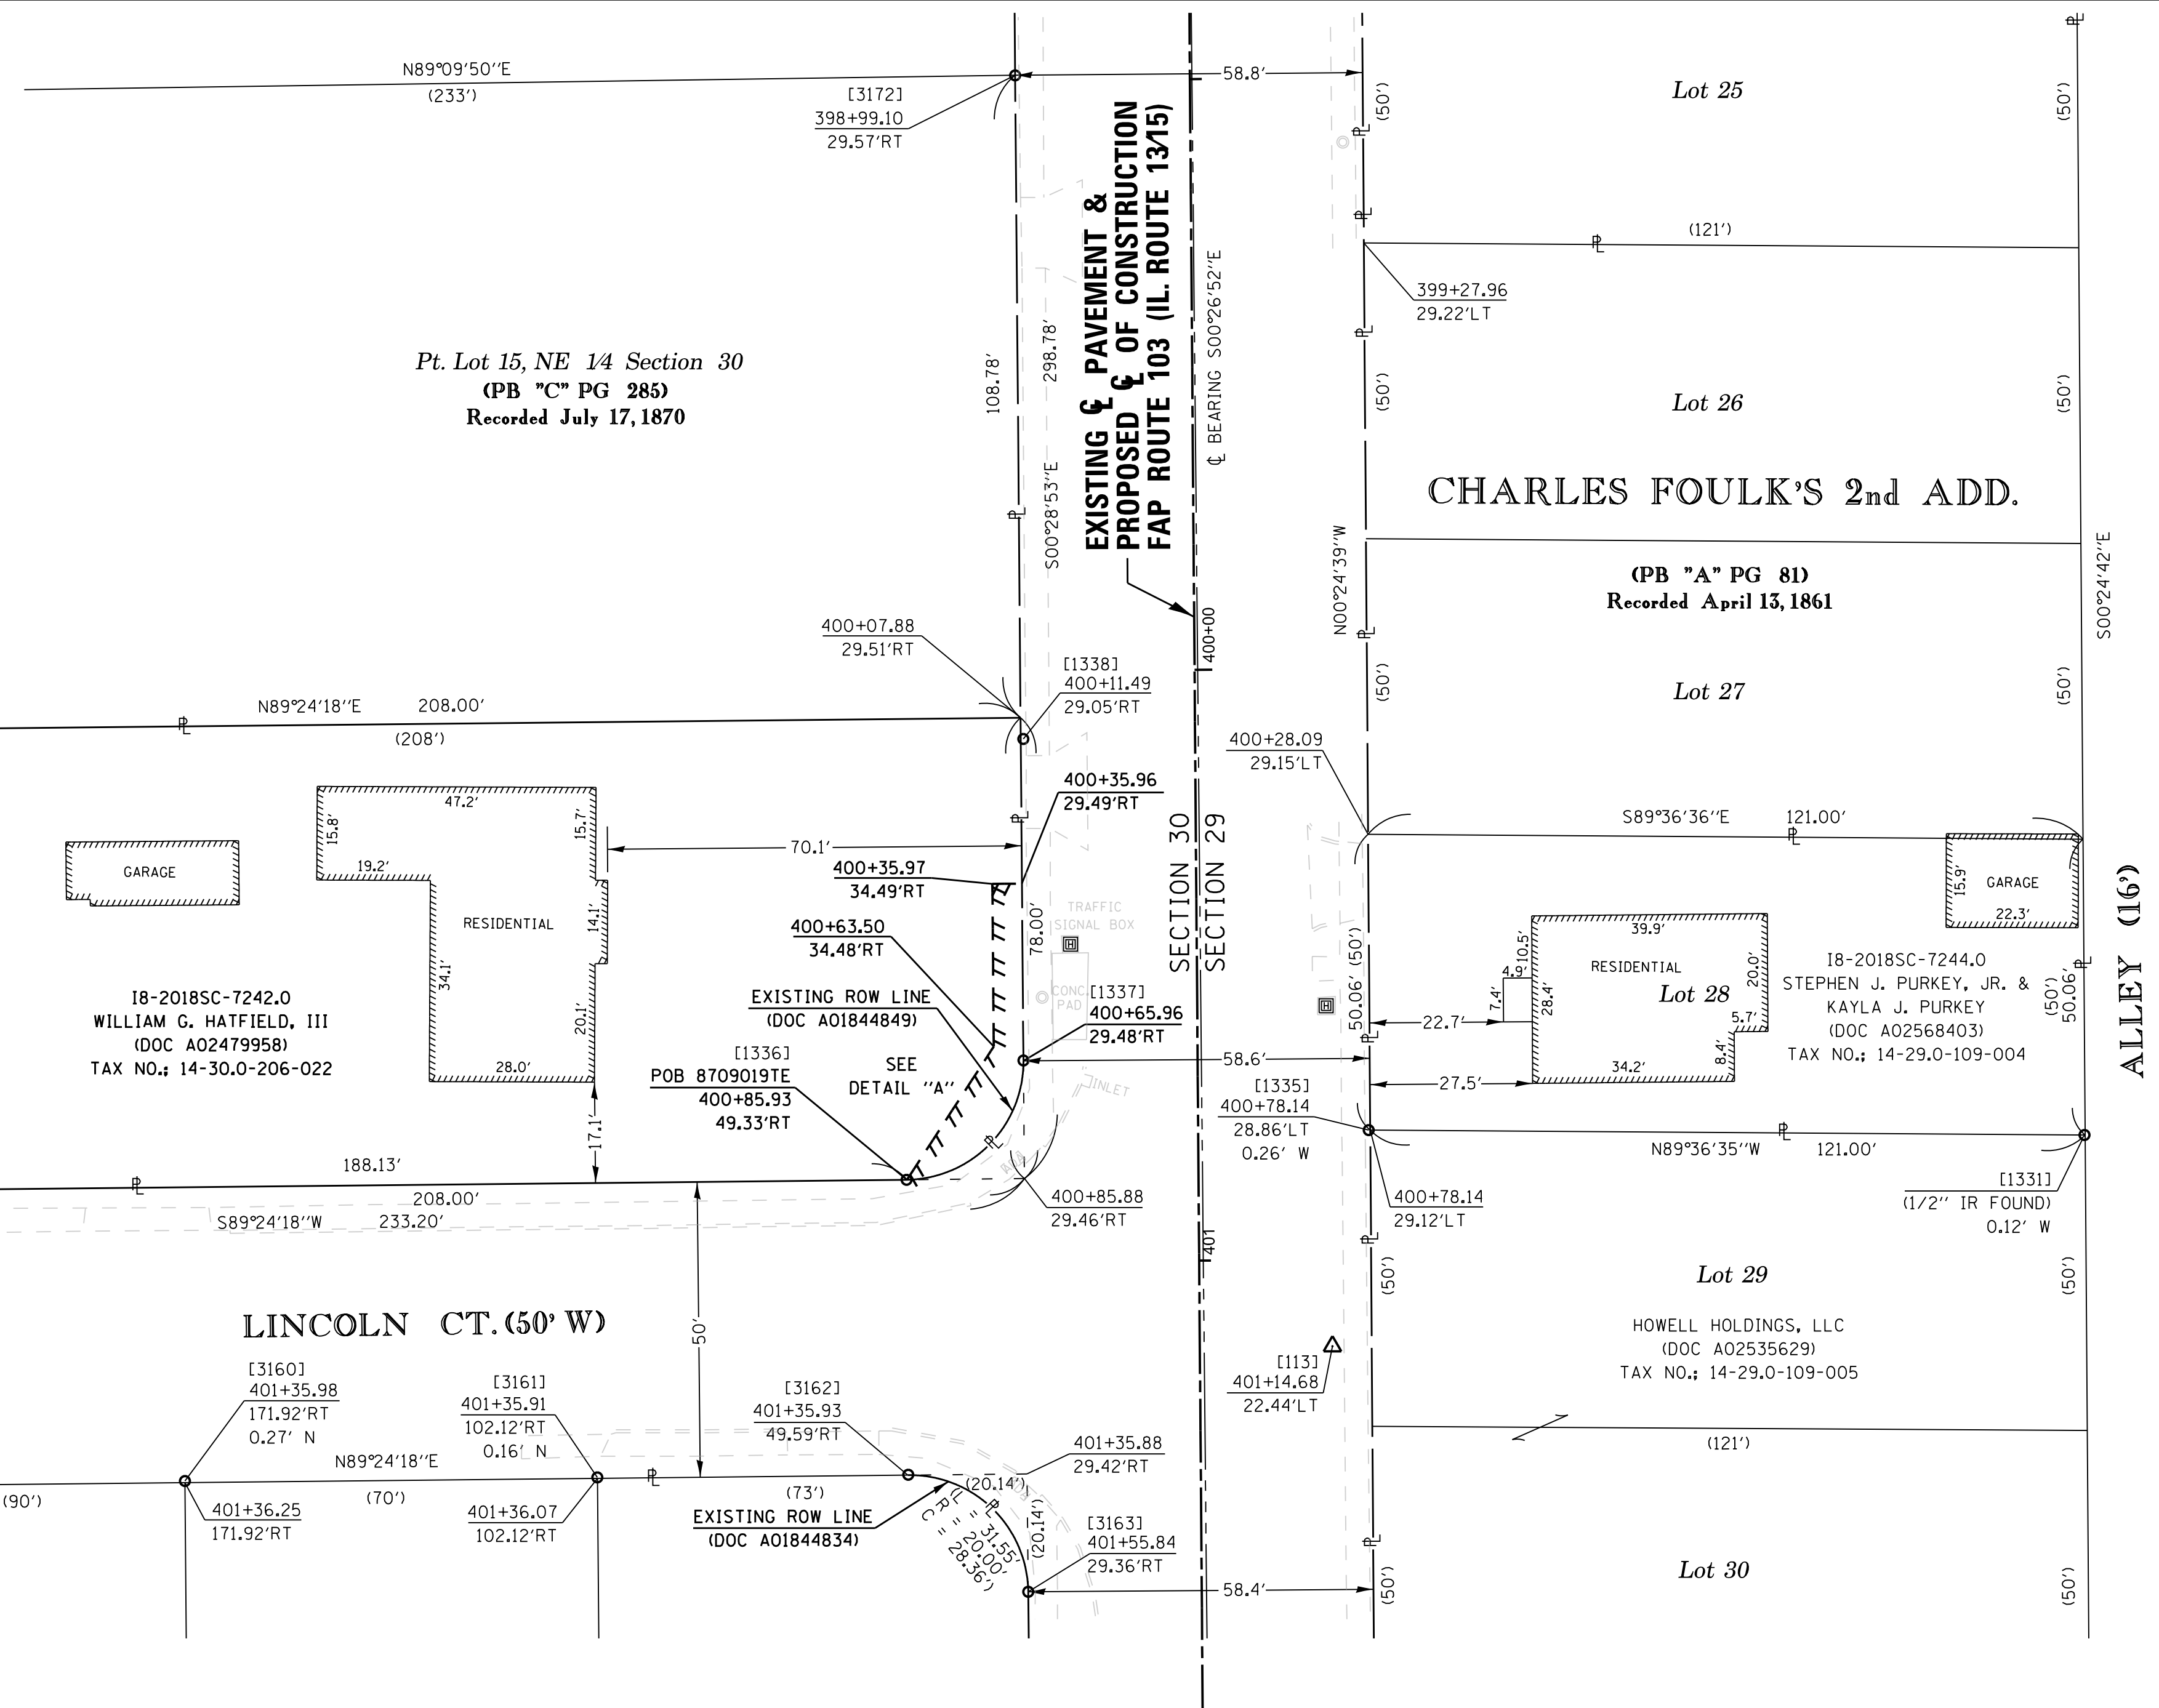 N89°09'50"E
(233')
[3172]
398+99.10
29.57'RT
58.8'
EXISTING ℄ PAVEMENT &
PROPOSED ℄ OF CONSTRUCTION
FAP ROUTE 103 (IL. ROUTE 13/15)
℄ BEARING S00°26'52"E
108.78'
298.78'
S00°28'53"E
Pt. Lot 15, NE 1/4 Section 30
(PB "C" PG 285)
Recorded July 17, 1870
(50')
Lot 25
(50')
(121')
399+27.96
29.22'LT
(50')
Lot 26
(50')
CHARLES FOULK'S 2nd ADD.
(PB "A" PG 81)
Recorded April 13, 1861
N00°24'39"W
S00°24'42"E
(50')
Lot 27
(50')
400+00
400+07.88
29.51'RT
[1338]
400+11.49
29.05'RT
N89°24'18"E 208.00'
(208')
400+28.09
29.15'LT
400+35.96
29.49'RT
S89°36'36"E 121.00'
GARAGE
47.2'
15.8'
15.7'
19.2'
RESIDENTIAL
14.1'
34.1'
20.1'
28.0'
17.1'
70.1'
400+35.97
34.49'RT
400+63.50
34.48'RT
78.00'
TRAFFIC
SIGNAL BOX
H
CONC.
PAD
SECTION 30
SECTION 29
EXISTING ROW LINE
(DOC A01844849)
[1337]
400+65.96
29.48'RT
I8-2018SC-7242.0
WILLIAM G. HATFIELD, III
(DOC A02479958)
TAX NO.; 14-30.0-206-022
[1336]
POB 8709019TE
400+85.93
49.33'RT
SEE
DETAIL "A"
INLET
58.6'
H
50.06' (50')
22.7'
27.5'
4.9'
10.5'
7.4'
28.4'
39.9'
RESIDENTIAL
20.0'
5.7'
8.4'
34.2'
Lot 28
15.9'
GARAGE
22.3'
I8-2018SC-7244.0
STEPHEN J. PURKEY, JR. &
KAYLA J. PURKEY
(DOC A02568403)
TAX NO.; 14-29.0-109-004
(50')
50.06'
ALLEY (16')
[1335]
400+78.14
28.86'LT
0.26' W
N89°36'35"W 121.00'
[1331]
(1/2" IR FOUND)
0.12' W
400+78.14
29.12'LT
188.13'
208.00'
S89°24'18"W 233.20'
ADA
400+85.88
29.46'RT
401
50'
LINCOLN CT. (50' W)
(50')
Lot 29
(50')
HOWELL HOLDINGS, LLC
(DOC A02535629)
TAX NO.; 14-29.0-109-005
[113]
401+14.68
22.44'LT
[3160]
401+35.98
171.92'RT
0.27' N
[3161]
401+35.91
102.12'RT
0.16' N
[3162]
401+35.93
49.59'RT
401+35.88
29.42'RT
N89°24'18"E
(90')
(70')
(73')
(20.14')
(20.14')
ADA
401+36.25
171.92'RT
401+36.07
102.12'RT
EXISTING ROW LINE
(DOC A01844834)
(L = 31.55'
R = 20.00'
C = 28.36')
[3163]
401+55.84
29.36'RT
58.4'
(121')
(50')
Lot 30
(50')